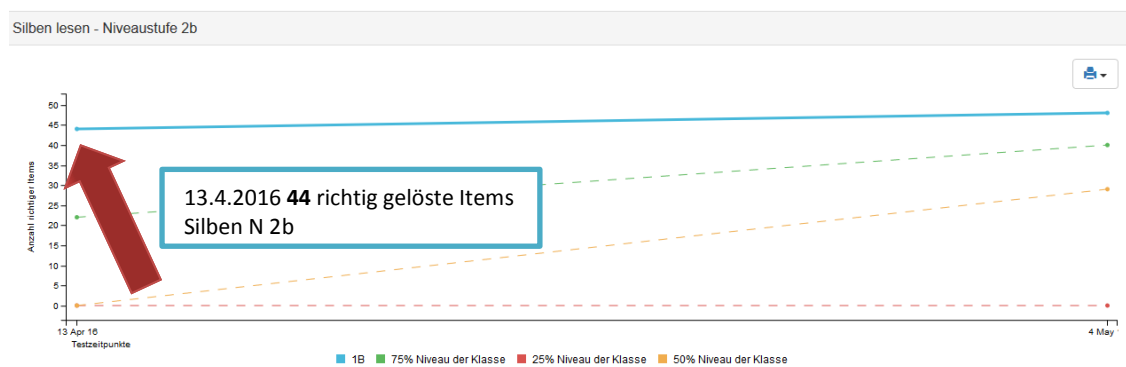 Silben lesen - Niveaustufe 2b
50
45
40
35
30
25
20
15
10
5
0
Anzahl richtiger Items
13.4.2016 44 richtig gelöste Items
Silben N 2b
13 Apr 16
4 May
Testzeitpunkte
1B 75% Niveau der Klasse 25% Niveau der Klasse 50% Niveau der Klasse